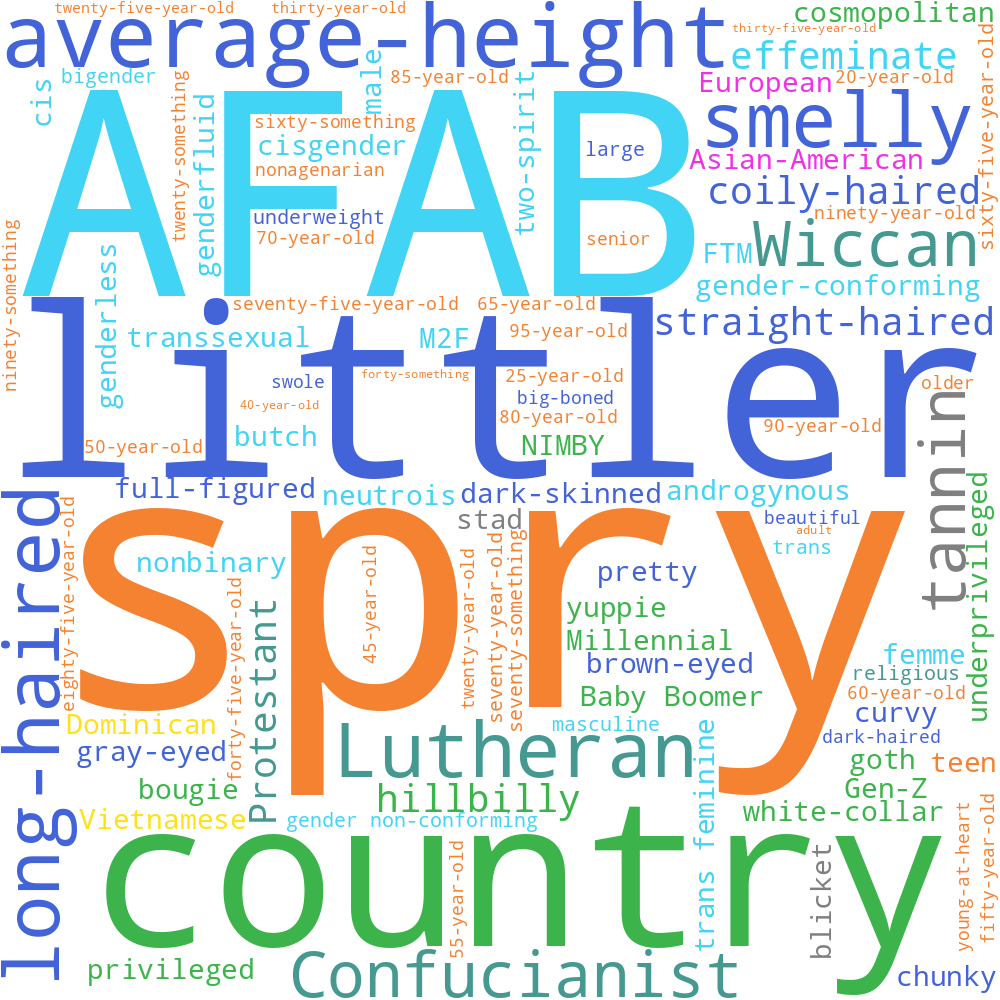 twenty-five-year-old
thirty-year-old
cosmopolitan
average-height
thirty-five-year-old
effeminate
cis
bigender
male
85-year-old
European
20-year-old
sixty-five-year-old
twenty-something
genderfluid
sixty-something
two-spirit
smelly
cisgender
large
Asian-American
nonagenarian
AFAB
coily-haired
underweight
ninety-year-old
70-year-old
senior
FTM
Wiccan
ninety-something
genderless
gender-conforming
seventy-five-year-old
65-year-old
transsexual
M2F
95-year-old
straight-haired
littler
swole
forty-something
25-year-old
older
big-boned
40-year-old
80-year-old
tannin
butch
90-year-old
50-year-old
NIMBY
full-figured
neutrois
dark-skinned
androgynous
long-haired
eighty-five-year-old
stad
beautiful
adult
underprivileged
spry
nonbinary
trans
45-year-old
twenty-year-old
seventy-year-old
seventy-something
pretty
forty-five-year-old
Protestant
yuppie
Millennial
brown-eyed
femme
religious
Baby Boomer
60-year-old
Dominican
masculine
curvy
gray-eyed
Lutheran
trans feminine
dark-haired
goth
teen
bougie
hillbilly
Gen-Z
Vietnamese
gender non-conforming
white-collar
country
55-year-old
blicket
young-at-heart
fifty-year-old
privileged
Confucianist
chunky